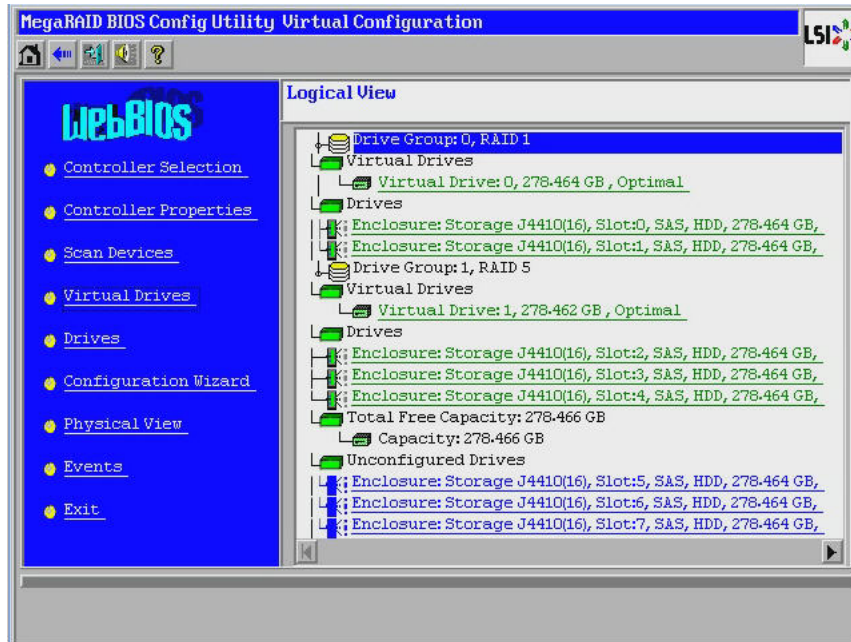 MegaRAID BIOS Config Utility Virtual Configuration
LSI
WebBIOS
Controller Selection
Controller Properties
Scan Devices
Virtual Drives
Drives
Configuration Wizard
Physical View
Events
Exit
Logical View
Drive Group: 0, RAID 1
Virtual Drives
Virtual Drive: 0, 278.464 GB, Optimal
Drives
Enclosure: Storage J4410(16), Slot:0, SAS, HDD, 278.464 GB,
Enclosure: Storage J4410(16), Slot:1, SAS, HDD, 278.464 GB,
Drive Group: 1, RAID 5
Virtual Drives
Virtual Drive: 1, 278.462 GB, Optimal
Drives
Enclosure: Storage J4410(16), Slot:2, SAS, HDD, 278.464 GB,
Enclosure: Storage J4410(16), Slot:3, SAS, HDD, 278.464 GB,
Enclosure: Storage J4410(16), Slot:4, SAS, HDD, 278.464 GB,
Total Free Capacity: 278.466 GB
Capacity: 278.466 GB
Unconfigured Drives
Enclosure: Storage J4410(16), Slot:5, SAS, HDD, 278.464 GB,
Enclosure: Storage J4410(16), Slot:6, SAS, HDD, 278.464 GB,
Enclosure: Storage J4410(16), Slot:7, SAS, HDD, 278.464 GB,